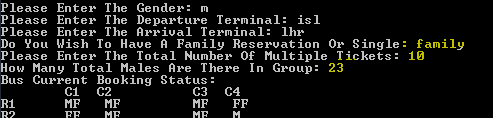 Please Enter The Gender: m
Please Enter The Departure Terminal: isl
Please Enter The Arrival Terminal: lhr
Do You Wish To Have A Family Reservation Or Single: family
Please Enter The Total Number Of Multiple Tickets: 10
How Many Total Males Are There In Group: 23
Bus Current Booking Status:
C1 C2 C3 C4
R1 MF MF MF FF
R2 FF MF MF M